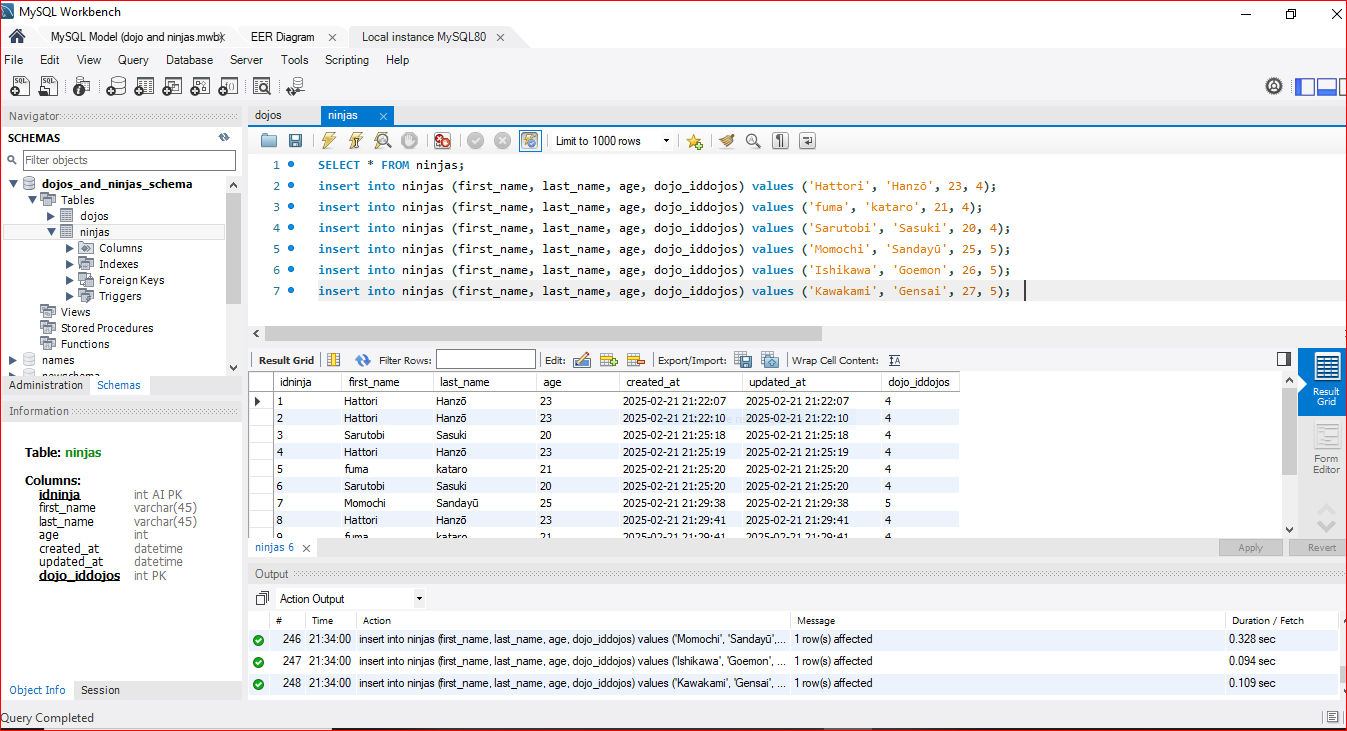 MySQL Workbench
MySQL Model (dojo and ninjas.mwb) EER Diagram Local instance MySQL80
File Edit View Query Database Server Tools Scripting Help
Navigator
SCHEMAS
Filter objects
dojos_and_ninjas_schema
Tables
dojos
ninjas
Columns
Indexes
Foreign Keys
Triggers
Views
Stored Procedures
Functions
names
newschema
Administration Schemas
Information
Table: ninjas
Columns:
idninja int AI PK
first_name varchar(45)
last_name varchar(45)
age int
created_at datetime
updated_at datetime
dojo_iddojos int PK
Object Info Session
Query Completed
dojos ninjas
Limit to 1000 rows
1 SELECT * FROM ninjas;
2 insert into ninjas (first_name, last_name, age, dojo_iddojos) values ('Hattori', 'Hanzō', 23, 4);
3 insert into ninjas (first_name, last_name, age, dojo_iddojos) values ('fuma', 'kataro', 21, 4);
4 insert into ninjas (first_name, last_name, age, dojo_iddojos) values ('Sarutobi', 'Sasuki', 20, 4);
5 insert into ninjas (first_name, last_name, age, dojo_iddojos) values ('Momochi', 'Sandayū', 25, 5);
6 insert into ninjas (first_name, last_name, age, dojo_iddojos) values ('Ishikawa', 'Goemon', 26, 5);
7 insert into ninjas (first_name, last_name, age, dojo_iddojos) values ('Kawakami', 'Gensai', 27, 5);
Result Grid Filter Rows: Edit: Export/Import: Wrap Cell Content:
idninja first_name last_name age created_at updated_at dojo_iddojos
1 Hattori Hanzō 23 2025-02-21 21:22:07 2025-02-21 21:22:07 4
2 Hattori Hanzō 23 2025-02-21 21:22:10 2025-02-21 21:22:10 4
3 Sarutobi Sasuki 20 2025-02-21 21:25:18 2025-02-21 21:25:18 4
4 Hattori Hanzō 23 2025-02-21 21:25:19 2025-02-21 21:25:19 4
5 fuma kataro 21 2025-02-21 21:25:20 2025-02-21 21:25:20 4
6 Sarutobi Sasuki 20 2025-02-21 21:25:20 2025-02-21 21:25:20 4
7 Momochi Sandayū 25 2025-02-21 21:29:38 2025-02-21 21:29:38 5
8 Hattori Hanzō 23 2025-02-21 21:29:41 2025-02-21 21:29:41 4
9 fuma kataro 21 2025-02-21 21:29:41 2025-02-21 21:29:41 4
Result
Grid
Form
Editor
ninjas 6
Apply Revert
Output
Action Output
# Time Action Message Duration / Fetch
246 21:34:00 insert into ninjas (first_name, last_name, age, dojo_iddojos) values ('Momochi', 'Sandayū',... 1 row(s) affected 0.328 sec
247 21:34:00 insert into ninjas (first_name, last_name, age, dojo_iddojos) values ('Ishikawa', 'Goemon', ... 1 row(s) affected 0.094 sec
248 21:34:00 insert into ninjas (first_name, last_name, age, dojo_iddojos) values ('Kawakami', 'Gensai', ... 1 row(s) affected 0.109 sec